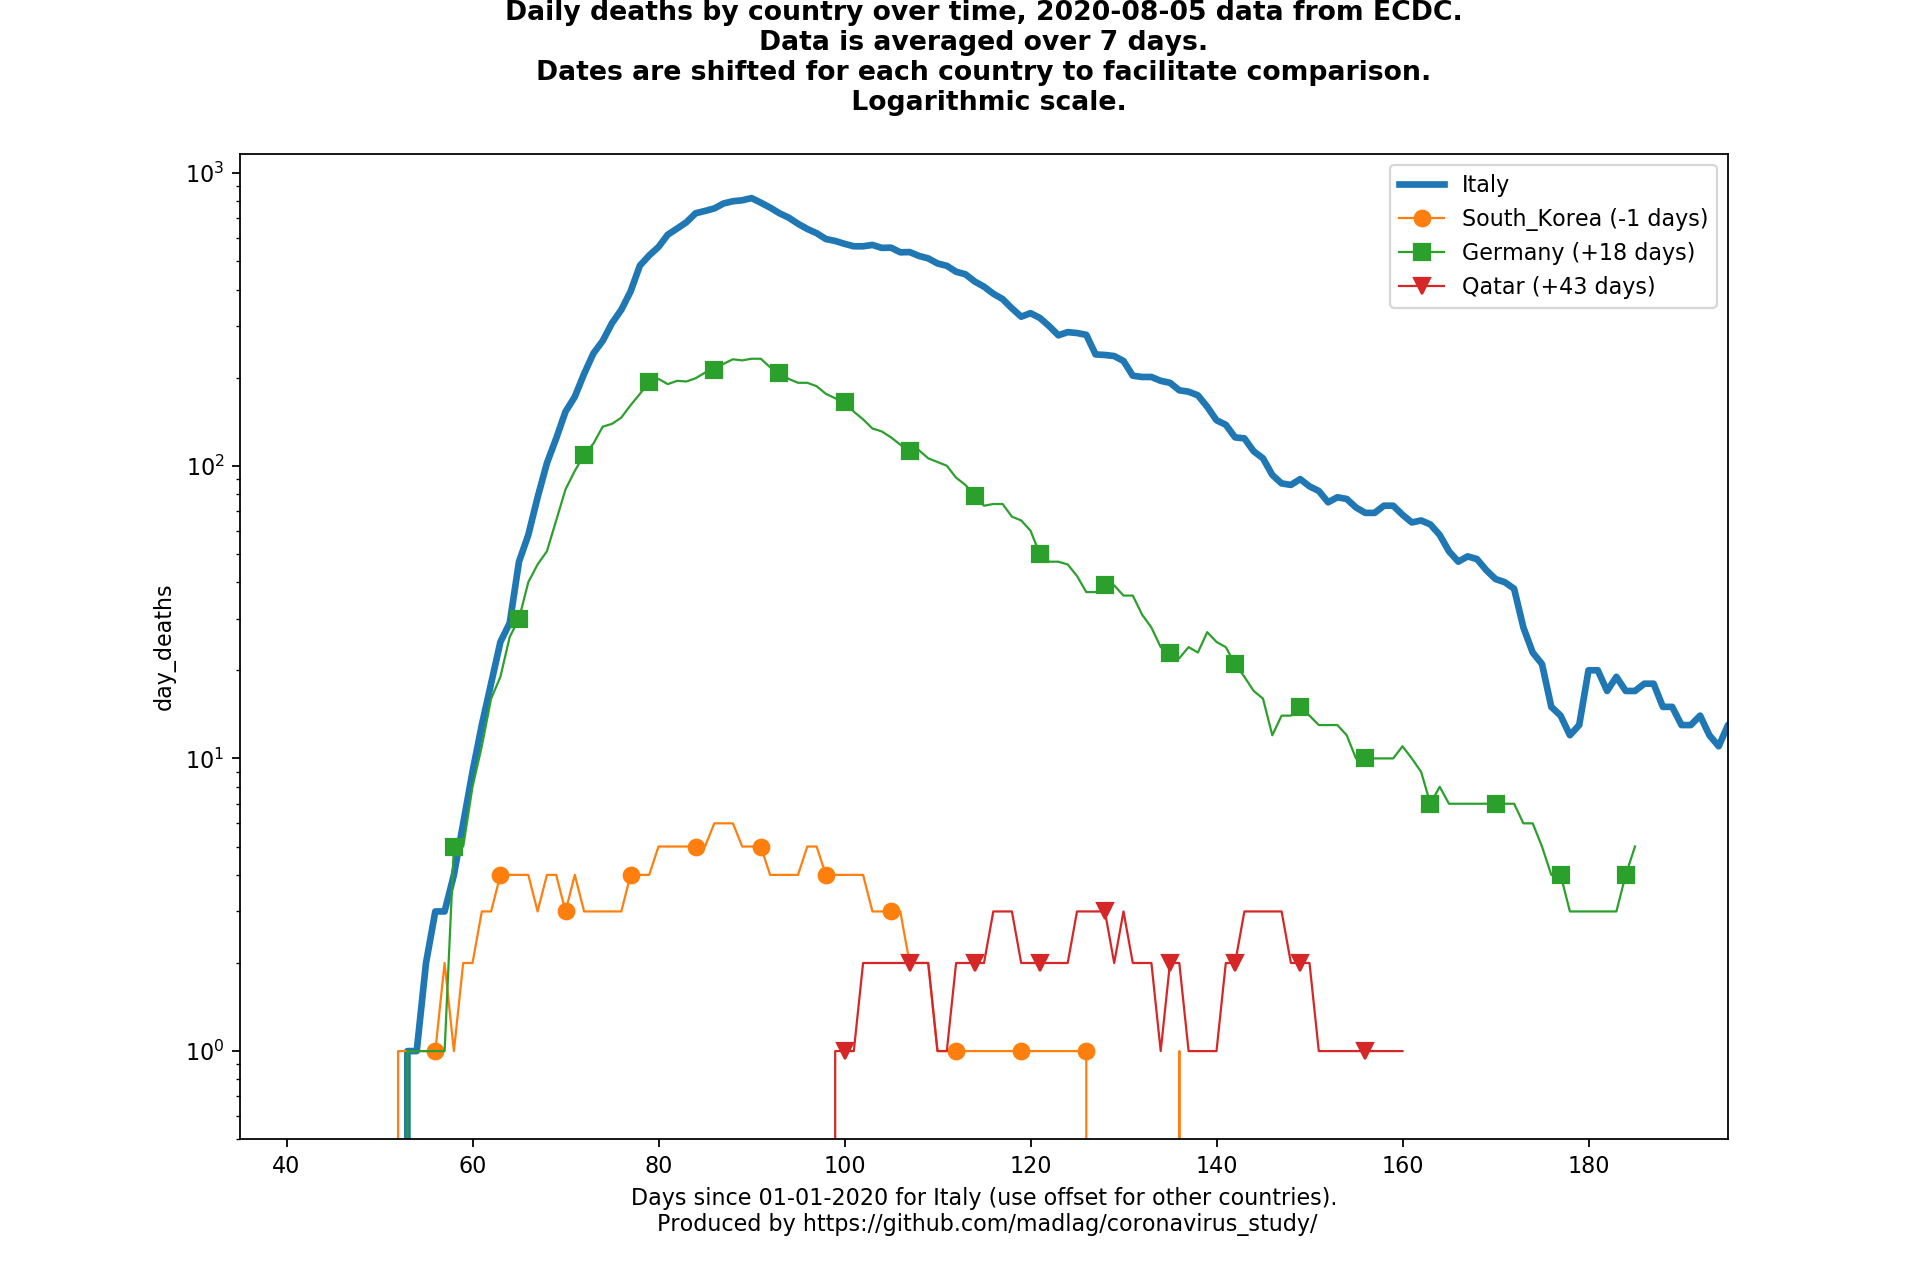 Daily deaths by country over time, 2020-08-05 data from ECDC.
Data is averaged over 7 days.
Dates are shifted for each country to facilitate comparison.
Logarithmic scale.
Italy
South_Korea (-1 days)
Germany (+18 days)
Qatar (+43 days)
day_deaths
10³
10²
10¹
10⁰
40 60 80 100 120 140 160 180
Days since 01-01-2020 for Italy (use offset for other countries).
Produced by https://github.com/madlag/coronavirus_study/